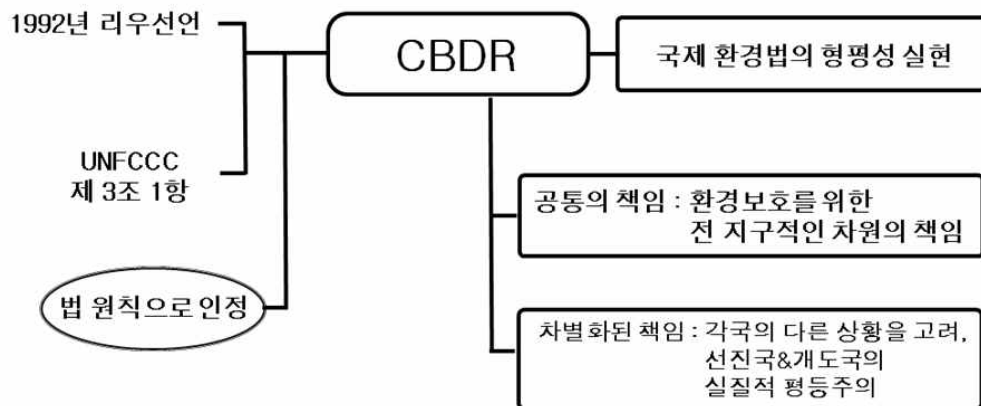 1992년 리우선언
CBDR
국제 환경법의 형평성 실현
UNFCCC
제 3조 1항
공통의 책임 : 환경보호를 위한
전 지구적인 차원의 책임
법 원칙으로 인정
차별화된 책임 : 각국의 다른 상황을 고려,
선진국&개도국의
실질적 평등주의